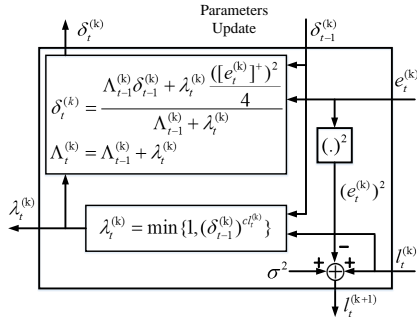 Parameters
Update
δ_t^(k)
δ_{t-1}^(k)
δ_t^(k) = (Λ_{t-1}^(k) δ_{t-1}^(k) + λ_t^(k) ([e_t^(k)]^+)^2 / 4) / (Λ_{t-1}^(k) + λ_t^(k))
e_t^(k)
Λ_t^(k) = Λ_{t-1}^(k) + λ_t^(k)
(.)^2
(e_t^(k))^2
λ_t^(k)
λ_t^(k) = min{1, (δ_{t-1}^(k))^{cl_t^(k)}}
l_t^(k)
σ^2
+
−
+
l_t^(k+1)